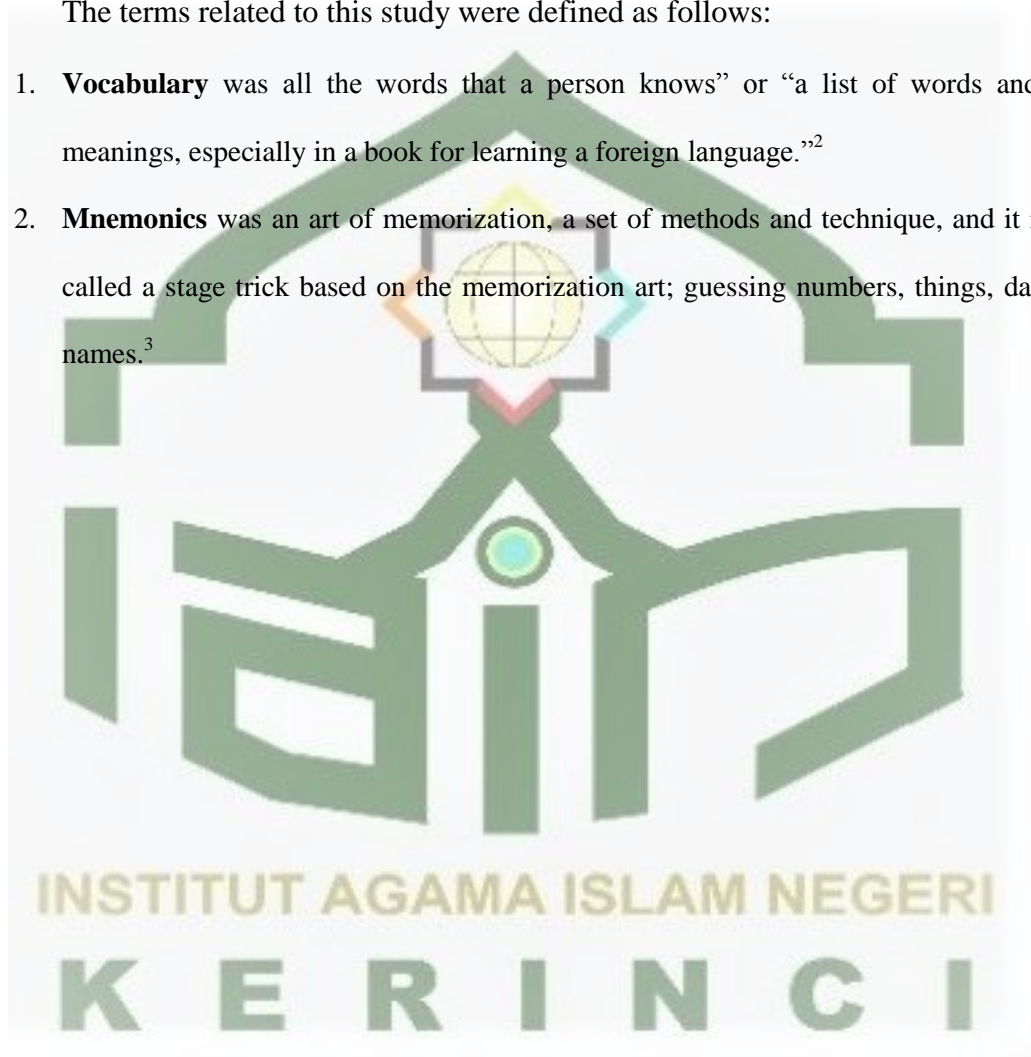 The terms related to this study were defined as follows:
1. Vocabulary was all the words that a person knows” or “a list of words and
meanings, especially in a book for learning a foreign language.”2
2. Mnemonics was an art of memorization, a set of methods and technique, and it
called a stage trick based on the memorization art; guessing numbers, things,
names.3
iain
INSTITUT AGAMA ISLAM NEGERI
KERINCI